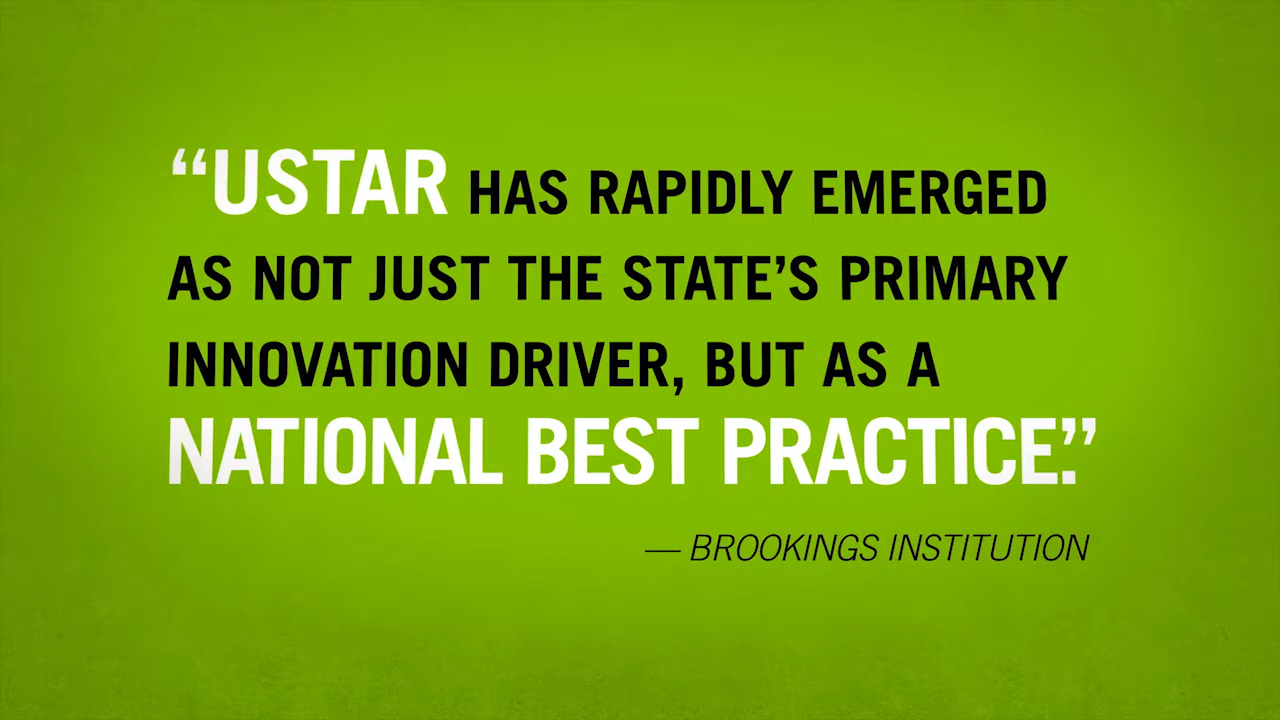 “USTAR HAS RAPIDLY EMERGED
AS NOT JUST THE STATE’S PRIMARY
INNOVATION DRIVER, BUT AS A
NATIONAL BEST PRACTICE.”
— BROOKINGS INSTITUTION